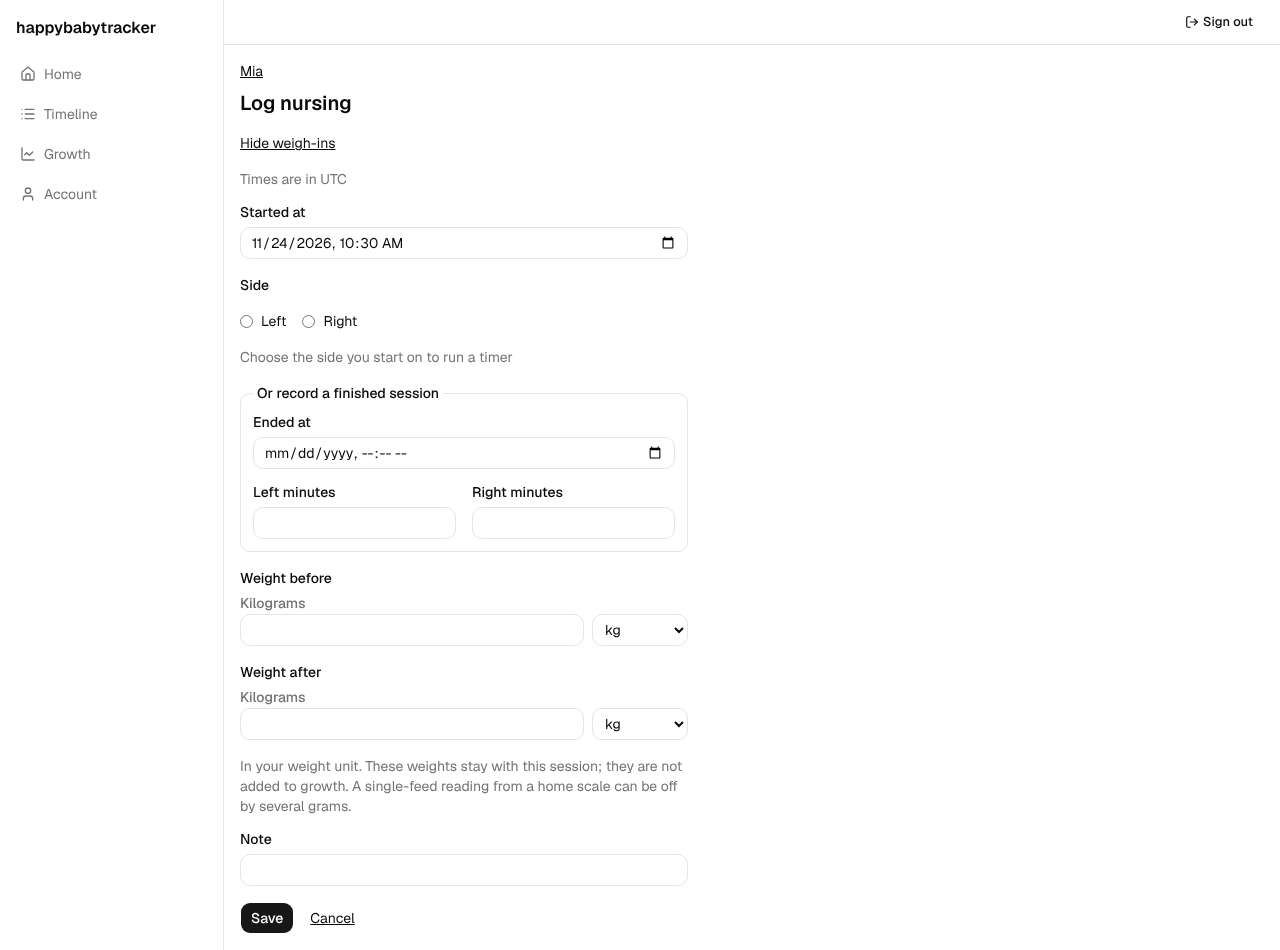 happybabytracker
Sign out
Home
Timeline
Growth
Account
Mia
Log nursing
Hide weigh-ins
Times are in UTC
Started at
11/24/2026, 10:30 AM
Side
Left
Right
Choose the side you start on to run a timer
Or record a finished session
Ended at
mm/dd/yyyy, --:-- --
Left minutes
Right minutes
Weight before
Kilograms
kg
Weight after
Kilograms
kg
In your weight unit. These weights stay with this session; they are not
added to growth. A single-feed reading from a home scale can be off
by several grams.
Note
Save
Cancel